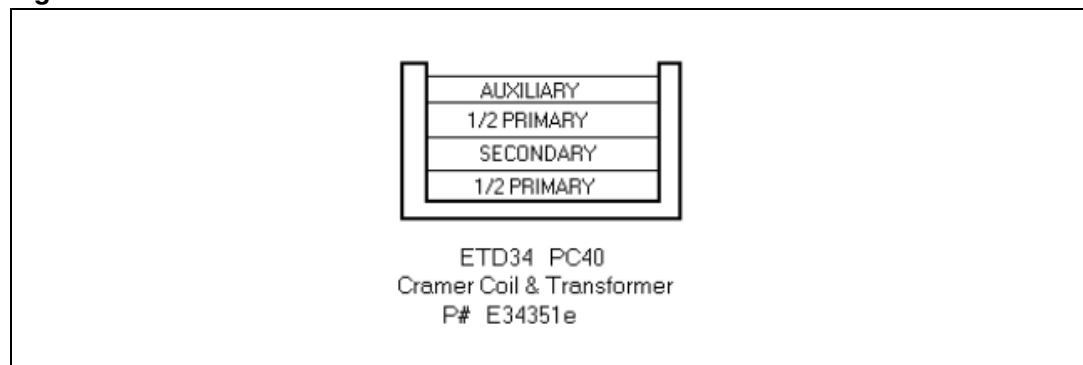 AUXILIARY
1/2 PRIMARY
SECONDARY
1/2 PRIMARY
ETD34 PC40
Cramer Coil & Transformer
P# E34351e